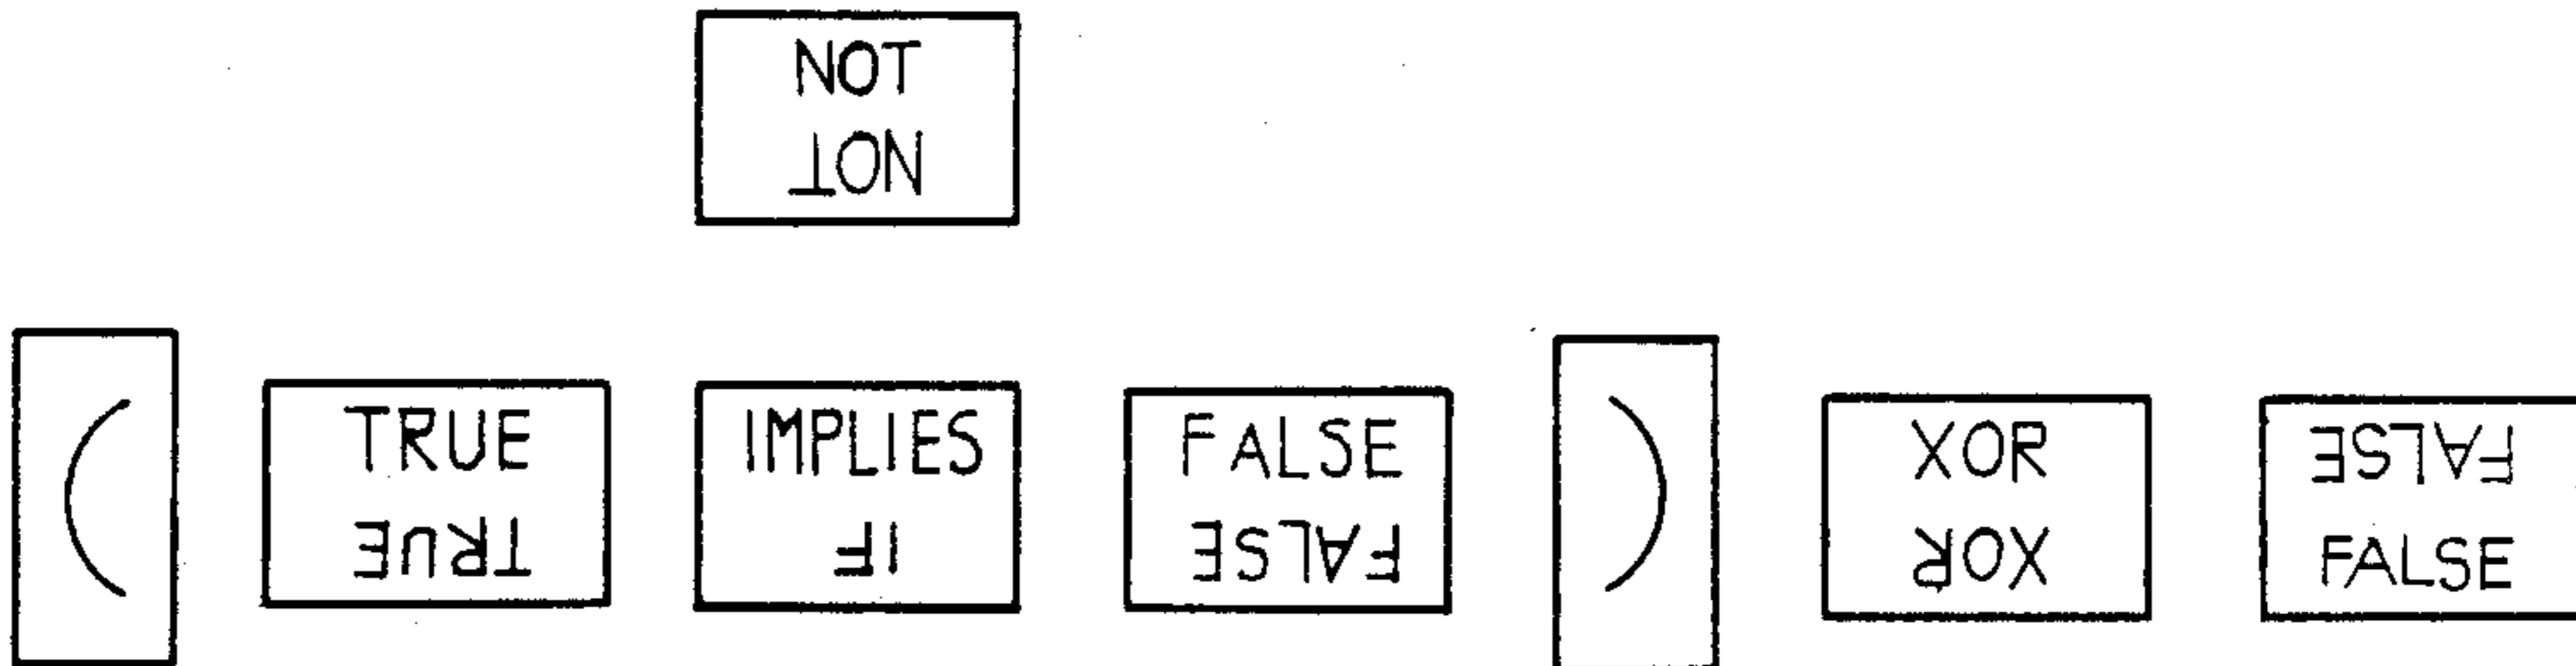 NOT
NOT
( TRUE IMPLIES FALSE ) XOR FALSE
TRUE IF FALSE XOR FALSE